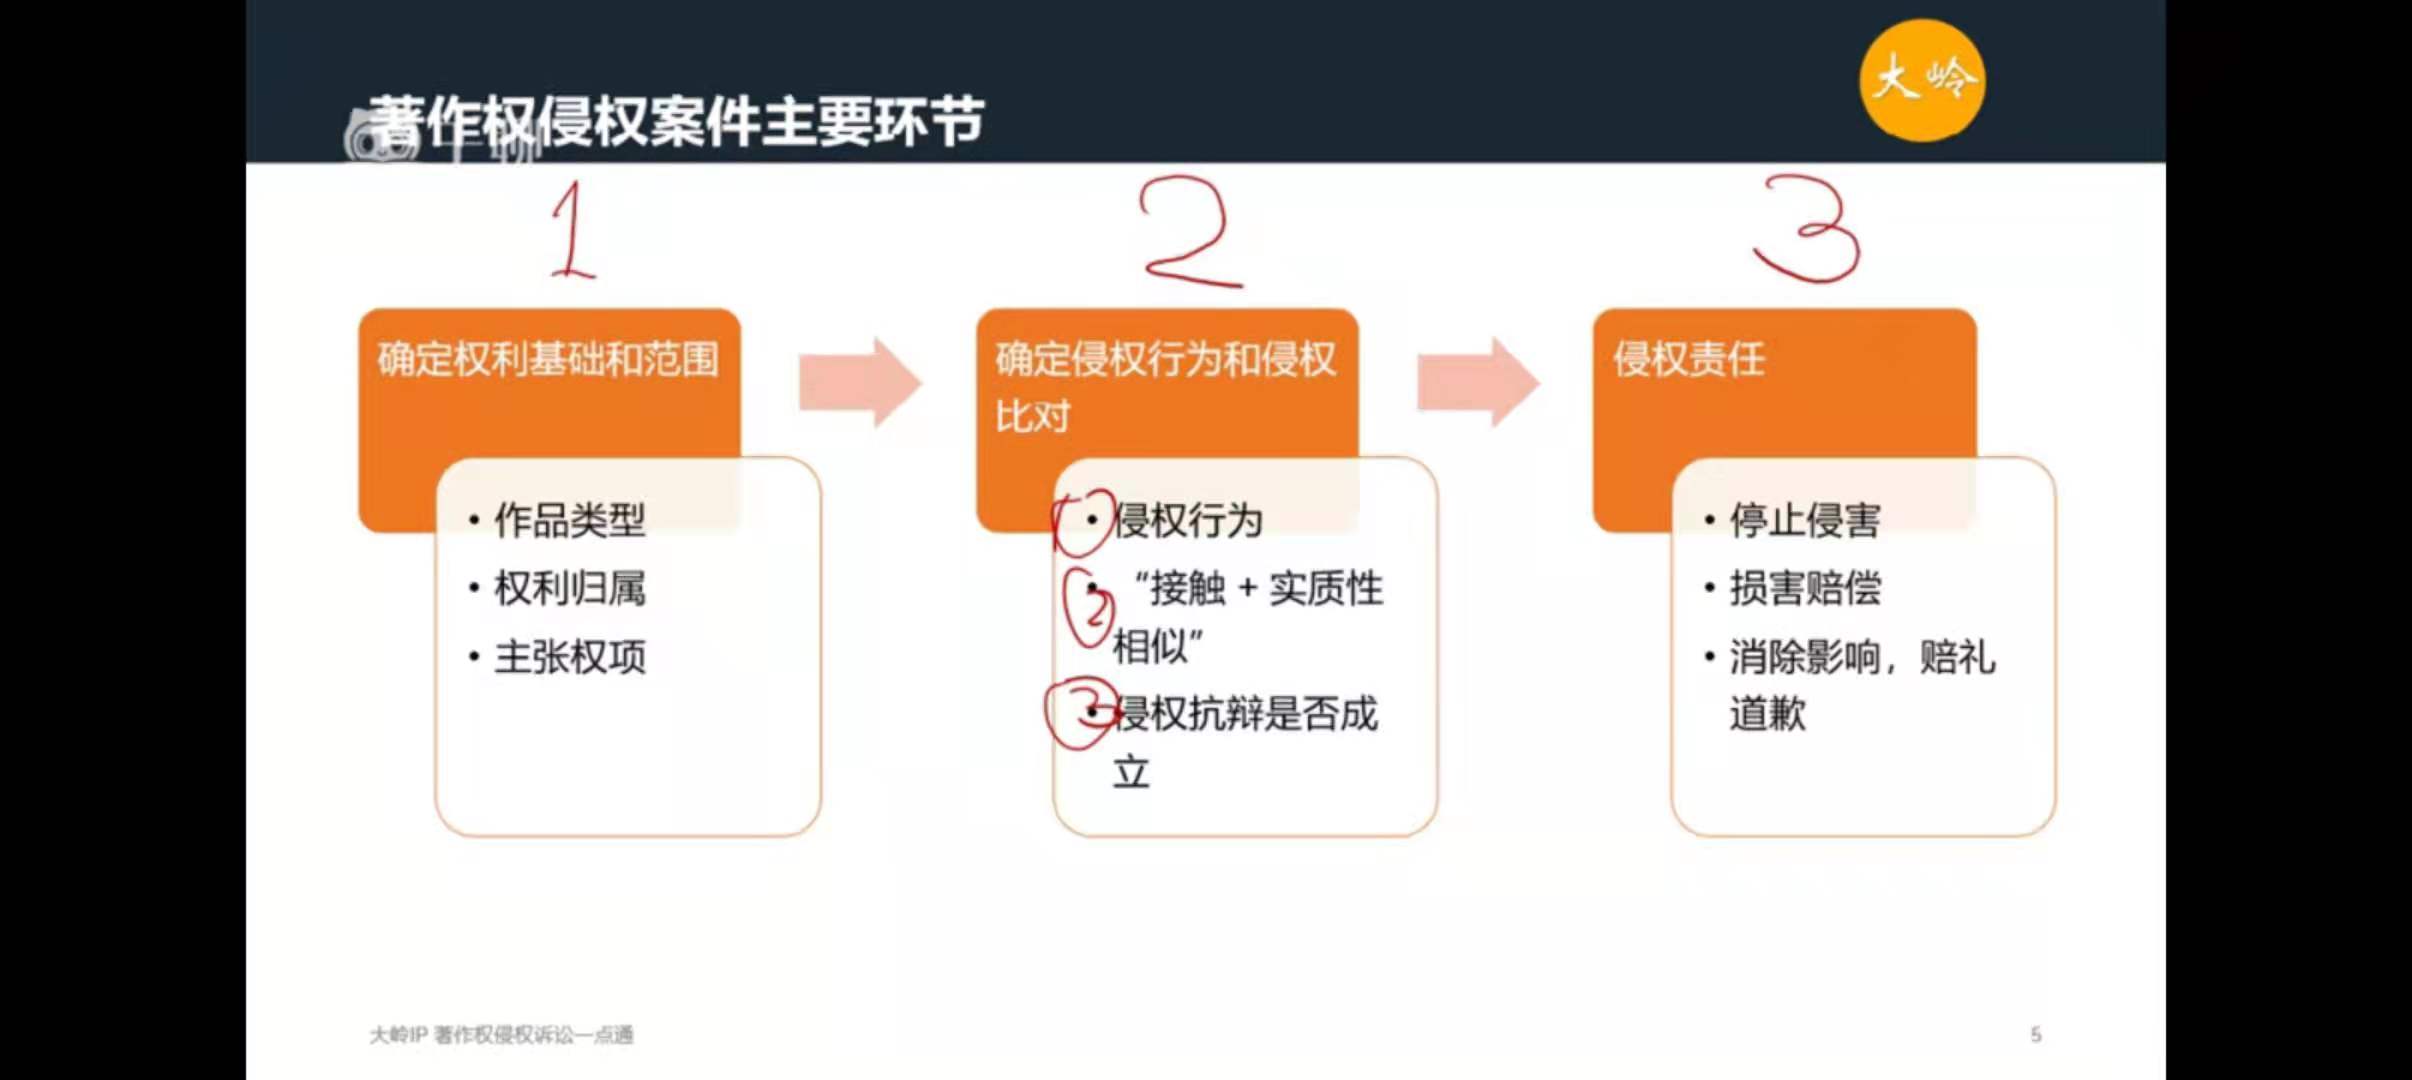 著作权侵权案件主要环节
大岭
1
2
3
确定权利基础和范围
• 作品类型
• 权利归属
• 主张权项
确定侵权行为和侵权
比对
① • 侵权行为
② • “接触 + 实质性
相似”
③ • 侵权抗辩是否成
立
侵权责任
• 停止侵害
• 损害赔偿
• 消除影响，赔礼
道歉
大岭IP 著作权侵权诉讼一点通
5